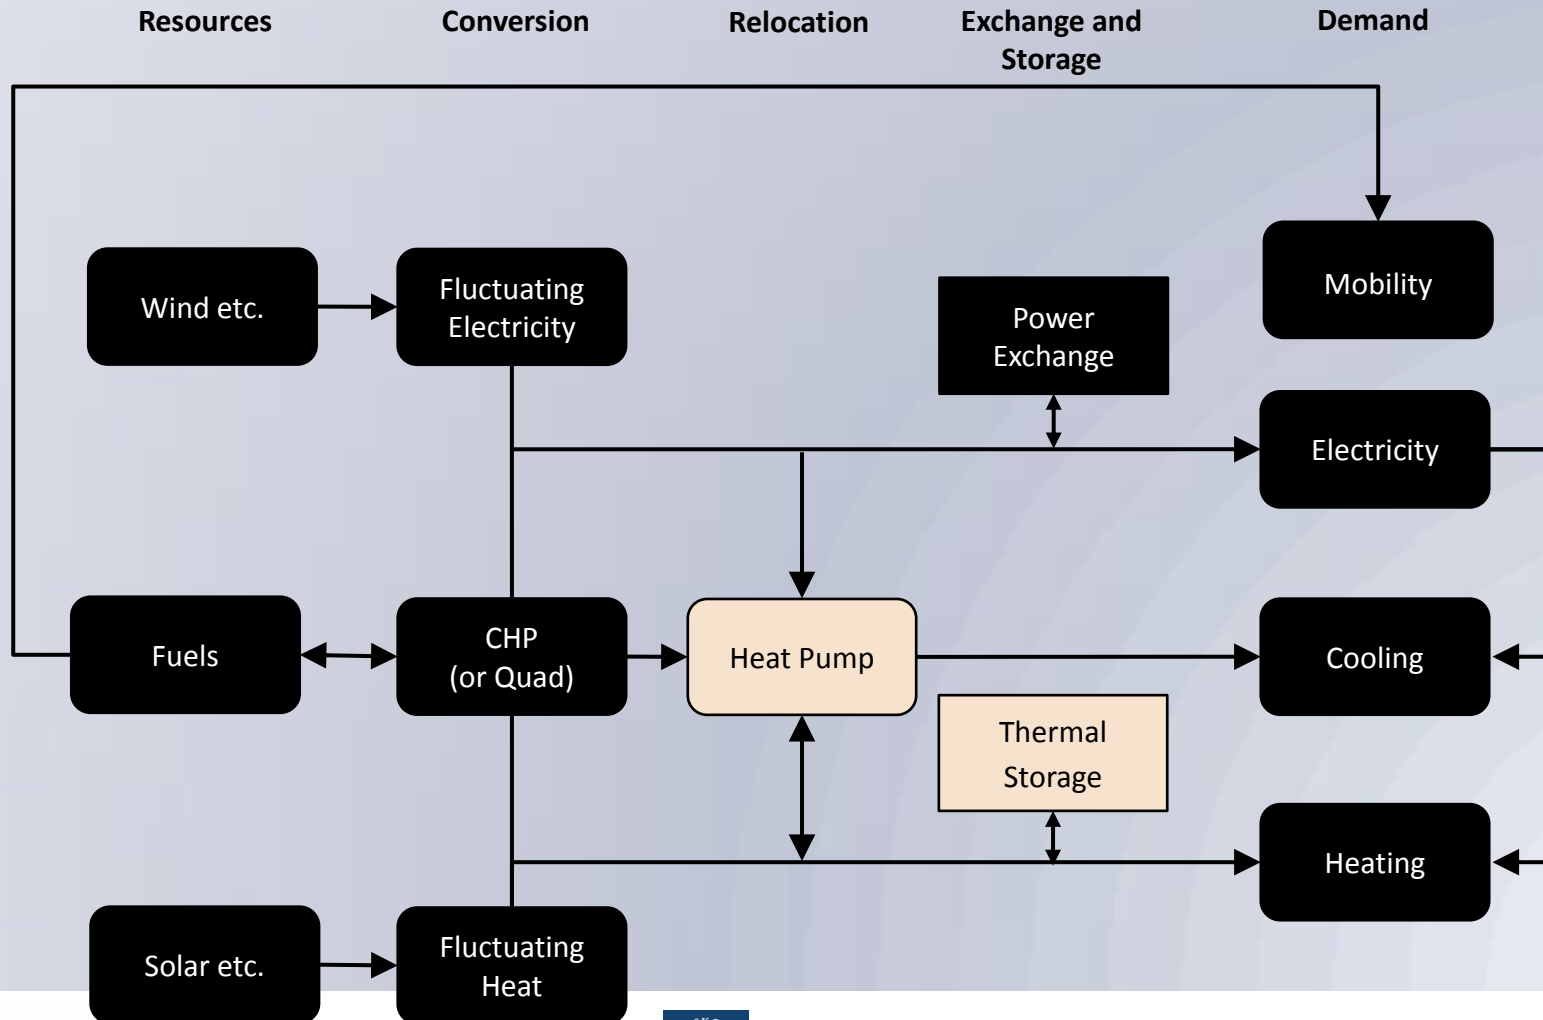 Resources
Conversion
Relocation
Exchange and
Storage
Demand
Wind etc.
Fluctuating
Electricity
Power
Exchange
Mobility
Electricity
Fuels
CHP
(or Quad)
Heat Pump
Cooling
Thermal
Storage
Heating
Solar etc.
Fluctuating
Heat